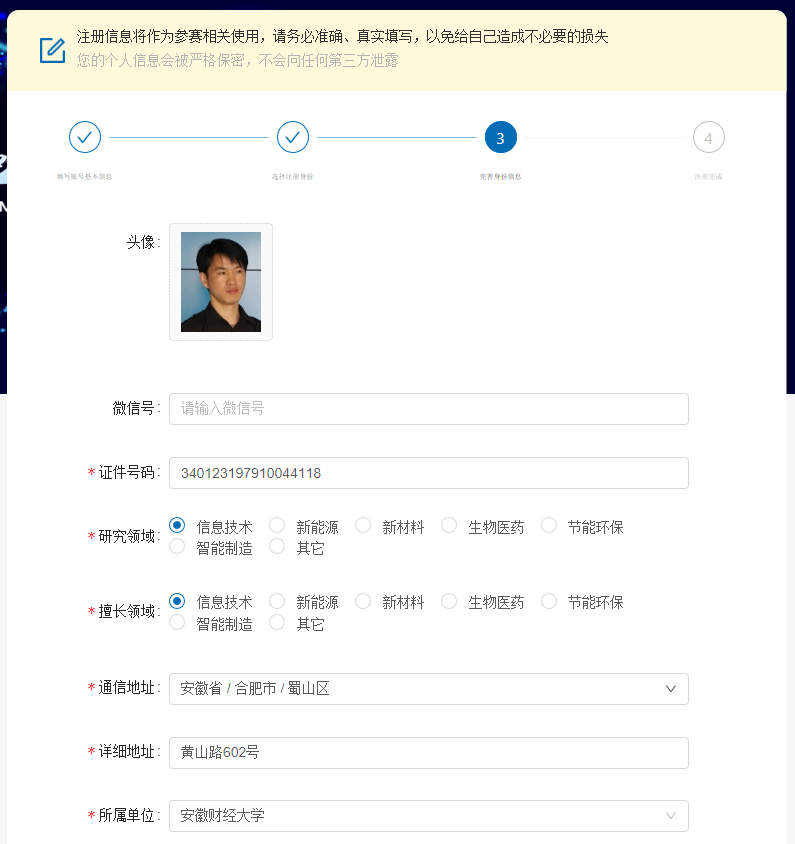 注册信息将作为参赛相关使用，请务必准确、真实填写，以免给自己造成不必要的损失
您的个人信息会被严格保密，不会向任何第三方泄露
3
4
填写账号基本信息
选择注册身份
完善身份信息
注册完成
头像:
微信号: 请输入微信号
* 证件号码: 340123197910044118
* 研究领域: 信息技术 新能源 新材料 生物医药 节能环保
智能制造 其它
* 擅长领域: 信息技术 新能源 新材料 生物医药 节能环保
智能制造 其它
* 通信地址: 安徽省 / 合肥市 / 蜀山区
* 详细地址: 黄山路602号
* 所属单位: 安徽财经大学